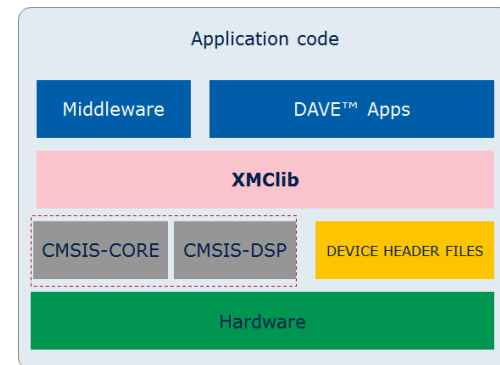 Application code
Middleware
DAVE™ Apps
XMClib
CMSIS-CORE
CMSIS-DSP
DEVICE HEADER FILES
Hardware